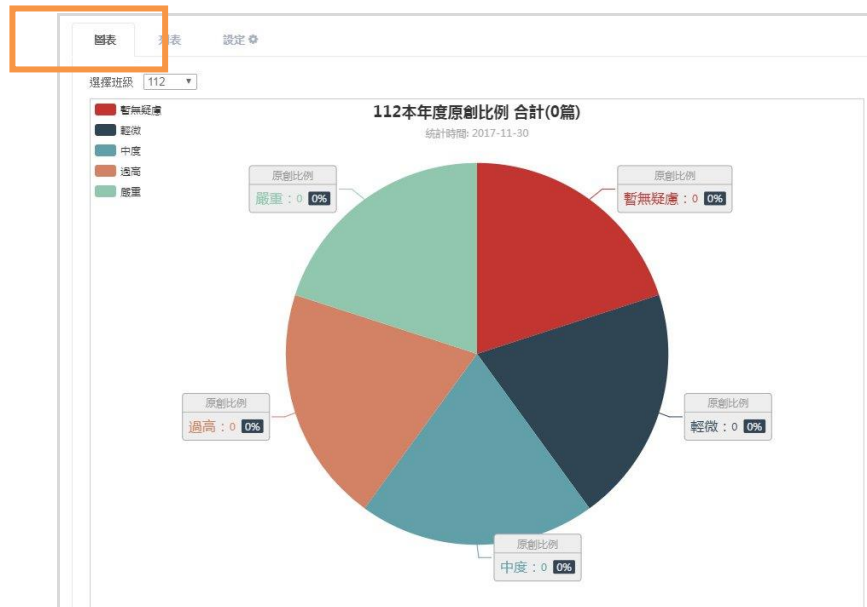 圖表 列表 設定
選擇班級 112
暫無疑慮
輕微
中度
過高
嚴重
112本年度原創比例 合計(0篇)
統計時間: 2017-11-30
原創比例
嚴重：0 0%
原創比例
暫無疑慮：0 0%
原創比例
過高：0 0%
原創比例
輕微：0 0%
原創比例
中度：0 0%